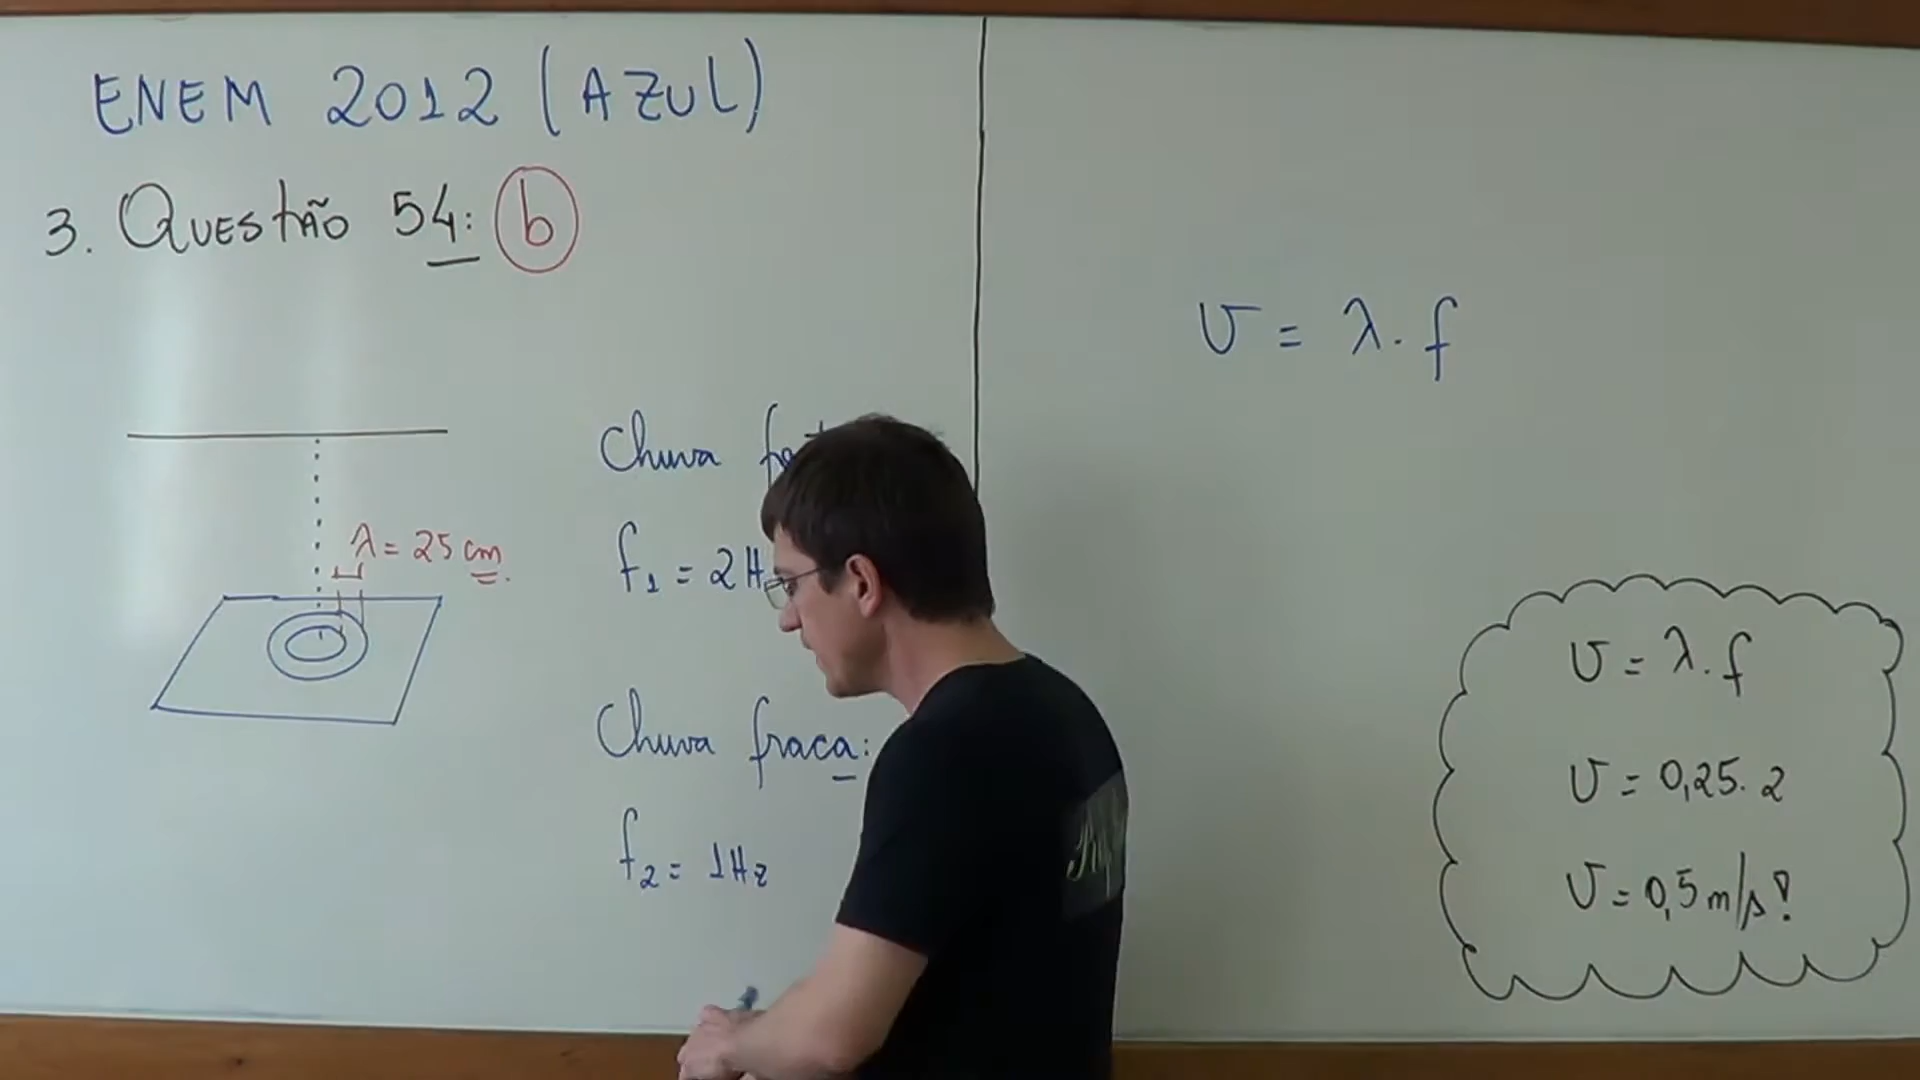 ENEM 2012 (AZUL)
3. Questão 54: b
λ = 25 cm.
Chuva
f1 = 2H
Chuva fraca:
f2 = 1Hz
v = λ. f
v = λ. f
v = 0,25. 2
v = 0,5 m/s!